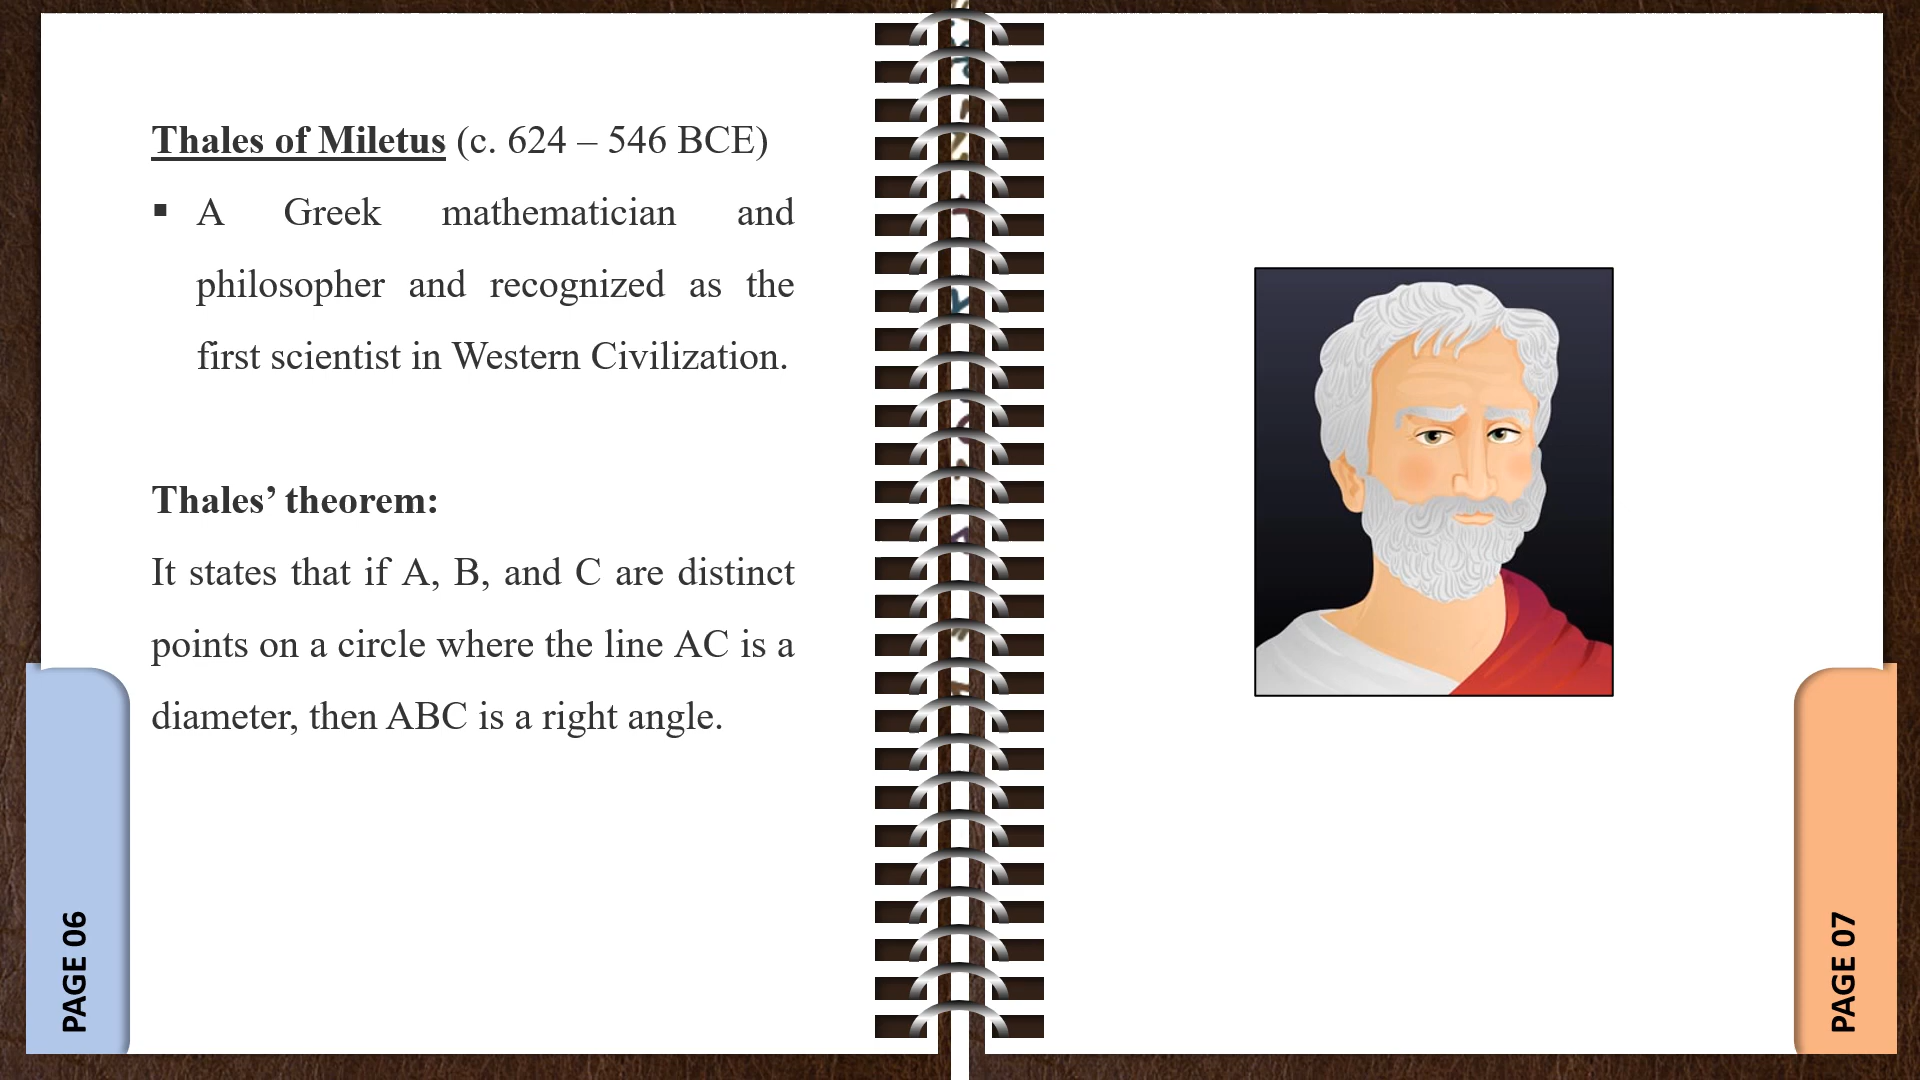 Thales of Miletus (c. 624 – 546 BCE)
▪ A Greek mathematician and
philosopher and recognized as the
first scientist in Western Civilization.
Thales’ theorem:
It states that if A, B, and C are distinct
points on a circle where the line AC is a
diameter, then ABC is a right angle.
PAGE 06
PAGE 07